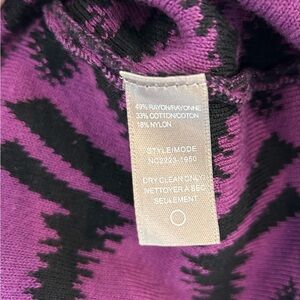 49% RAYON/RAYONNE
33% COTTON/COTON
18% NYLON
STYLE/MODE
NC2223-1950
DRY CLEAN ONLY/
NETTOYER A SEC
SEULEMENT